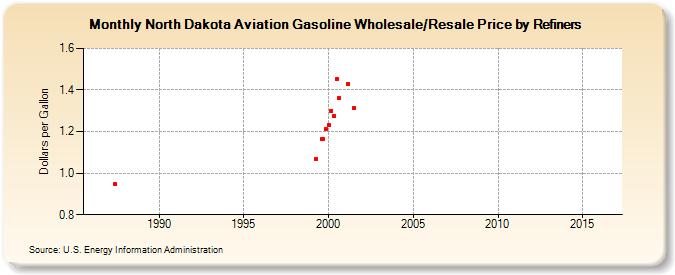 Monthly North Dakota Aviation Gasoline Wholesale/Resale Price by Refiners
Dollars per Gallon
1.6
1.4
1.2
1.0
0.8
1990 1995 2000 2005 2010 2015
Source: U.S. Energy Information Administration